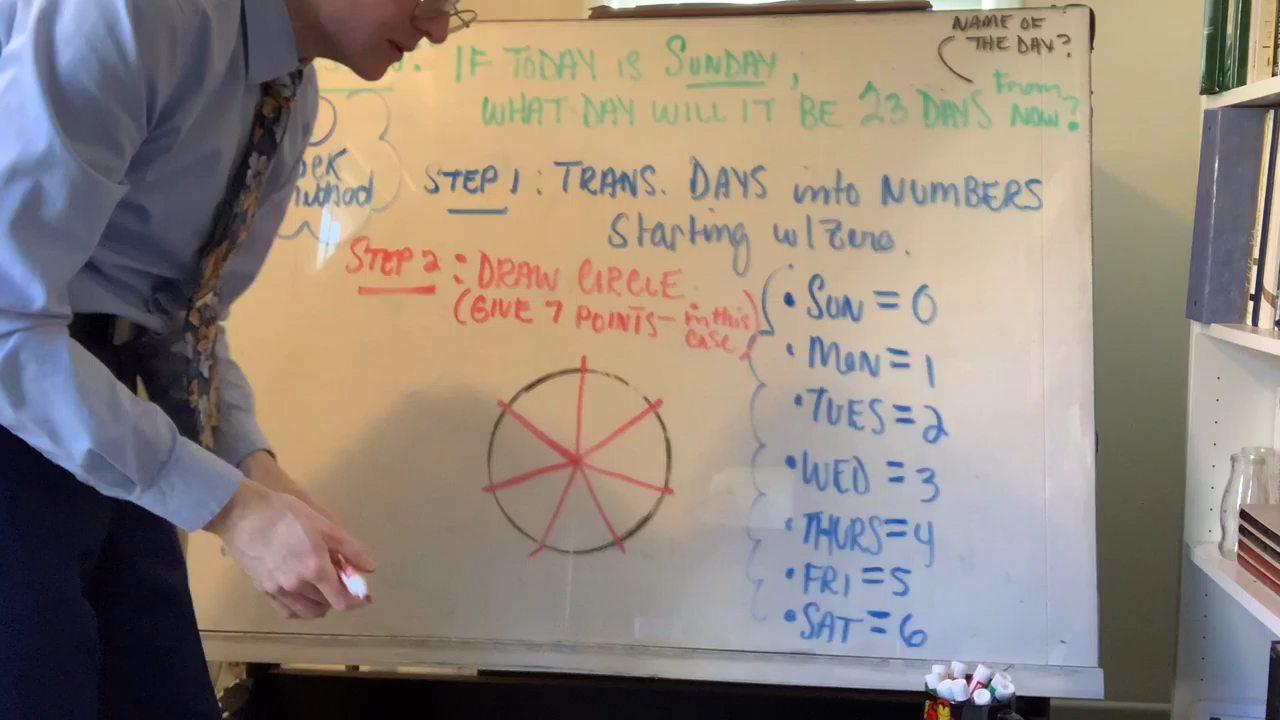 NAME OF
THE DAY?
IF TODAY IS SUNDAY,
WHAT DAY WILL IT BE 23 DAYS From
NOW?
STEP 1: TRANS. DAYS into NUMBERS
Starting w/Zero.
STEP 2: DRAW CIRCLE
(GIVE 7 POINTS- in this
case)
• SUN = 0
• MON = 1
• TUES = 2
• WED = 3
• THURS = 4
• FRI = 5
• SAT = 6